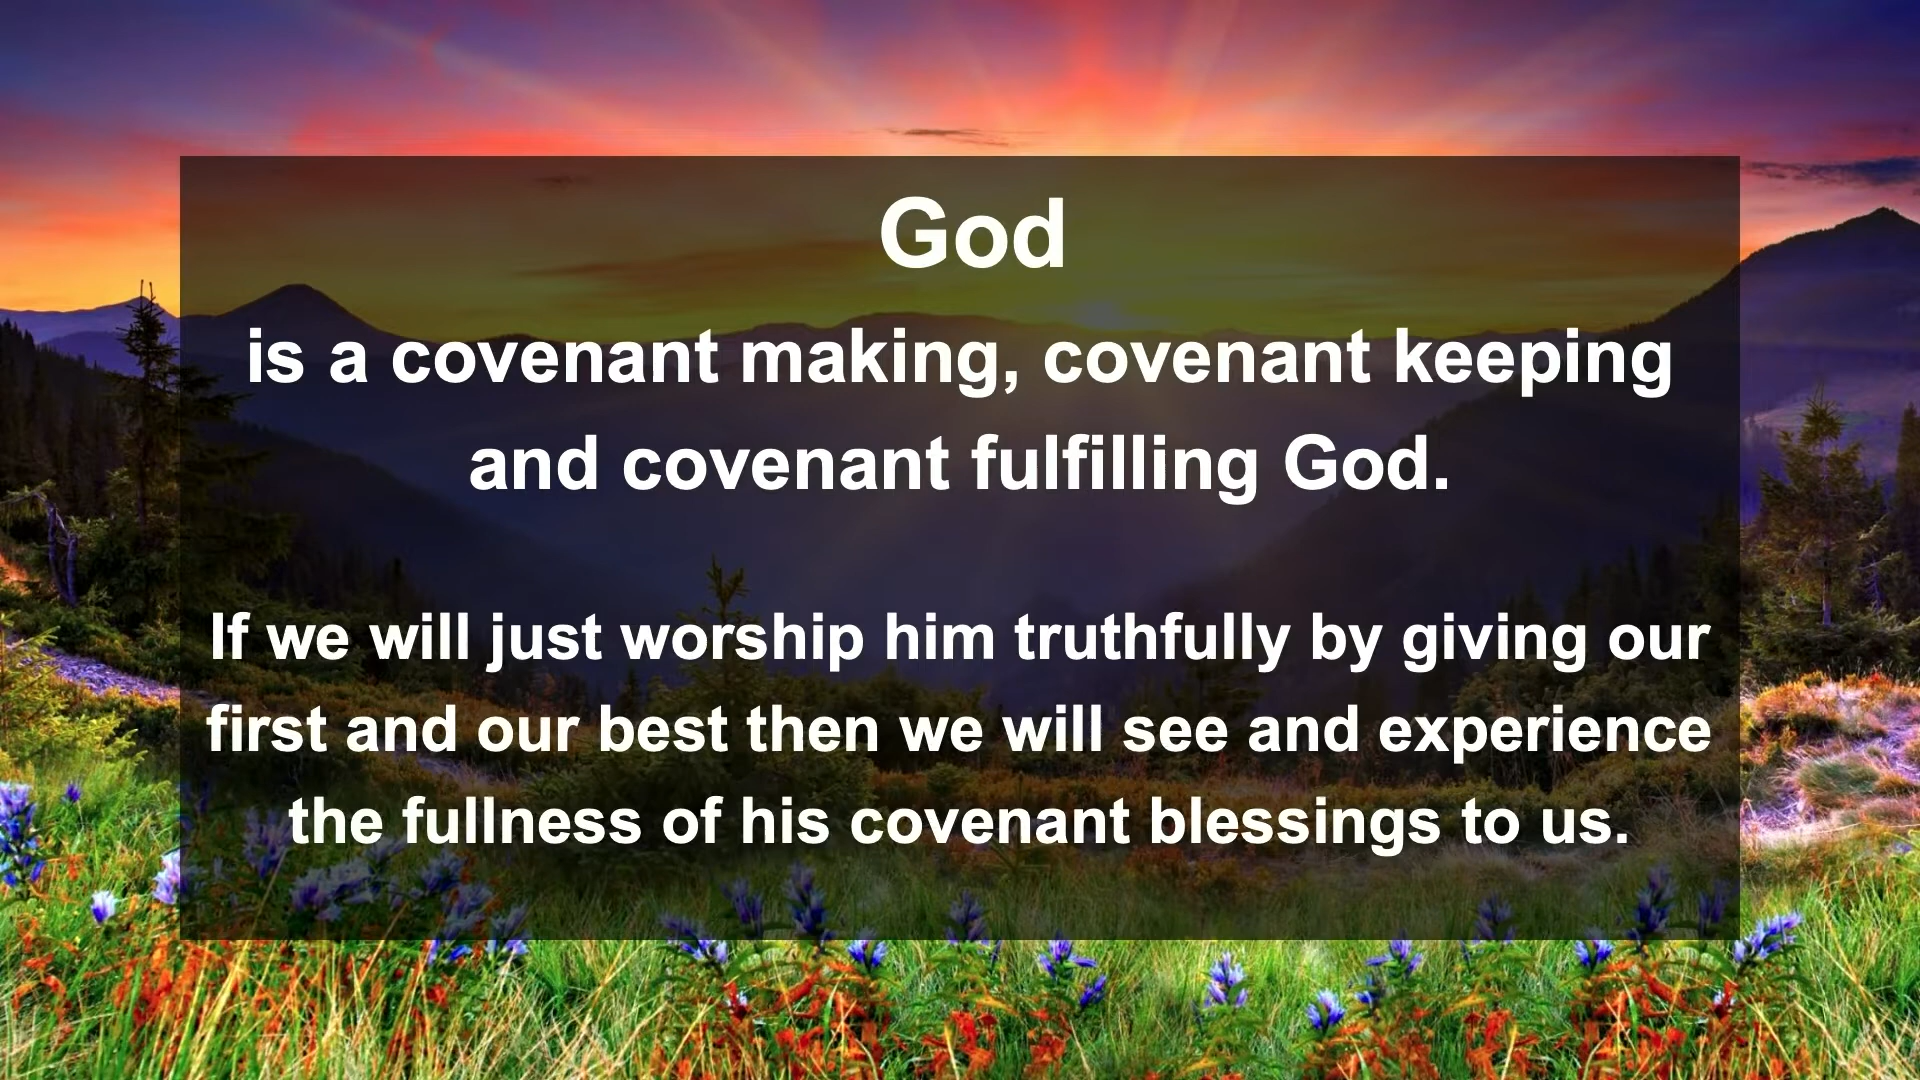 God
is a covenant making, covenant keeping
and covenant fulfilling God.
If we will just worship him truthfully by giving our
first and our best then we will see and experience
the fullness of his covenant blessings to us.